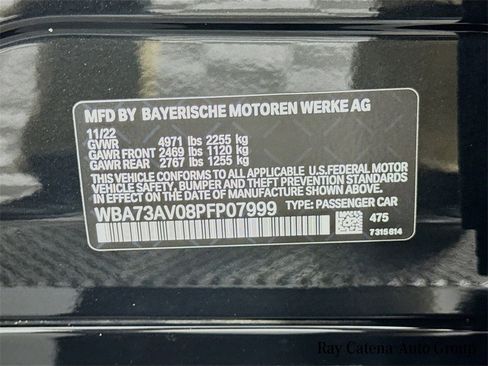 MFD BY BAYERISCHE MOTOREN WERKE AG
11/22
GVWR 4971 lbs 2255 kg
GAWR FRONT 2469 lbs 1120 kg
GAWR REAR 2767 lbs 1255 kg
THIS VEHICLE CONFORMS TO ALL APPLICABLE U.S.FEDERAL MOTOR
VEHICLE SAFETY, BUMPER, AND THEFT PREVENTION STANDARDS
IN EFFECT ON THE DATE OF MANUFACTURE SHOWN ABOVE.
WBA73AV08PFP07999 TYPE: PASSENGER CAR
475
7315614
Ray Catena Auto Group